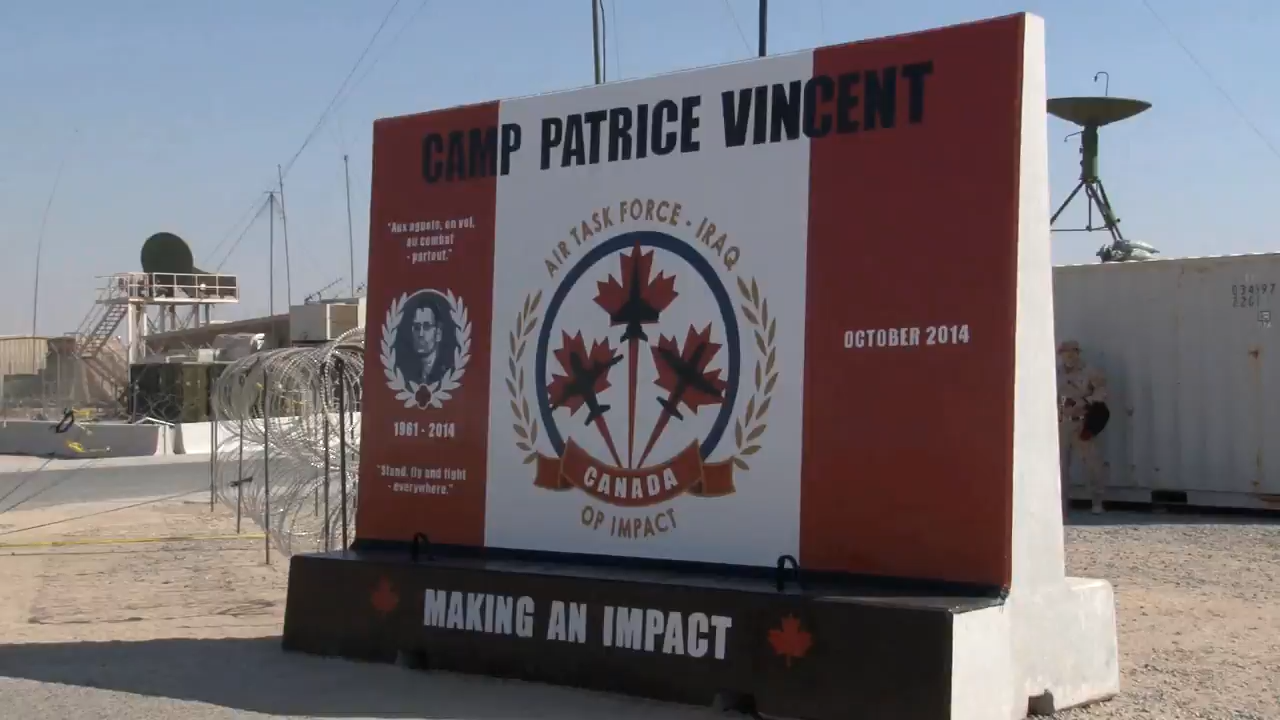 CAMP PATRICE VINCENT
"Aux aguets, en vol,
au combat
- partout."
1961 - 2014
"Stand, fly and fight
- everywhere."
AIR TASK FORCE - IRAQ
CANADA
OP IMPACT
OCTOBER 2014
MAKING AN IMPACT